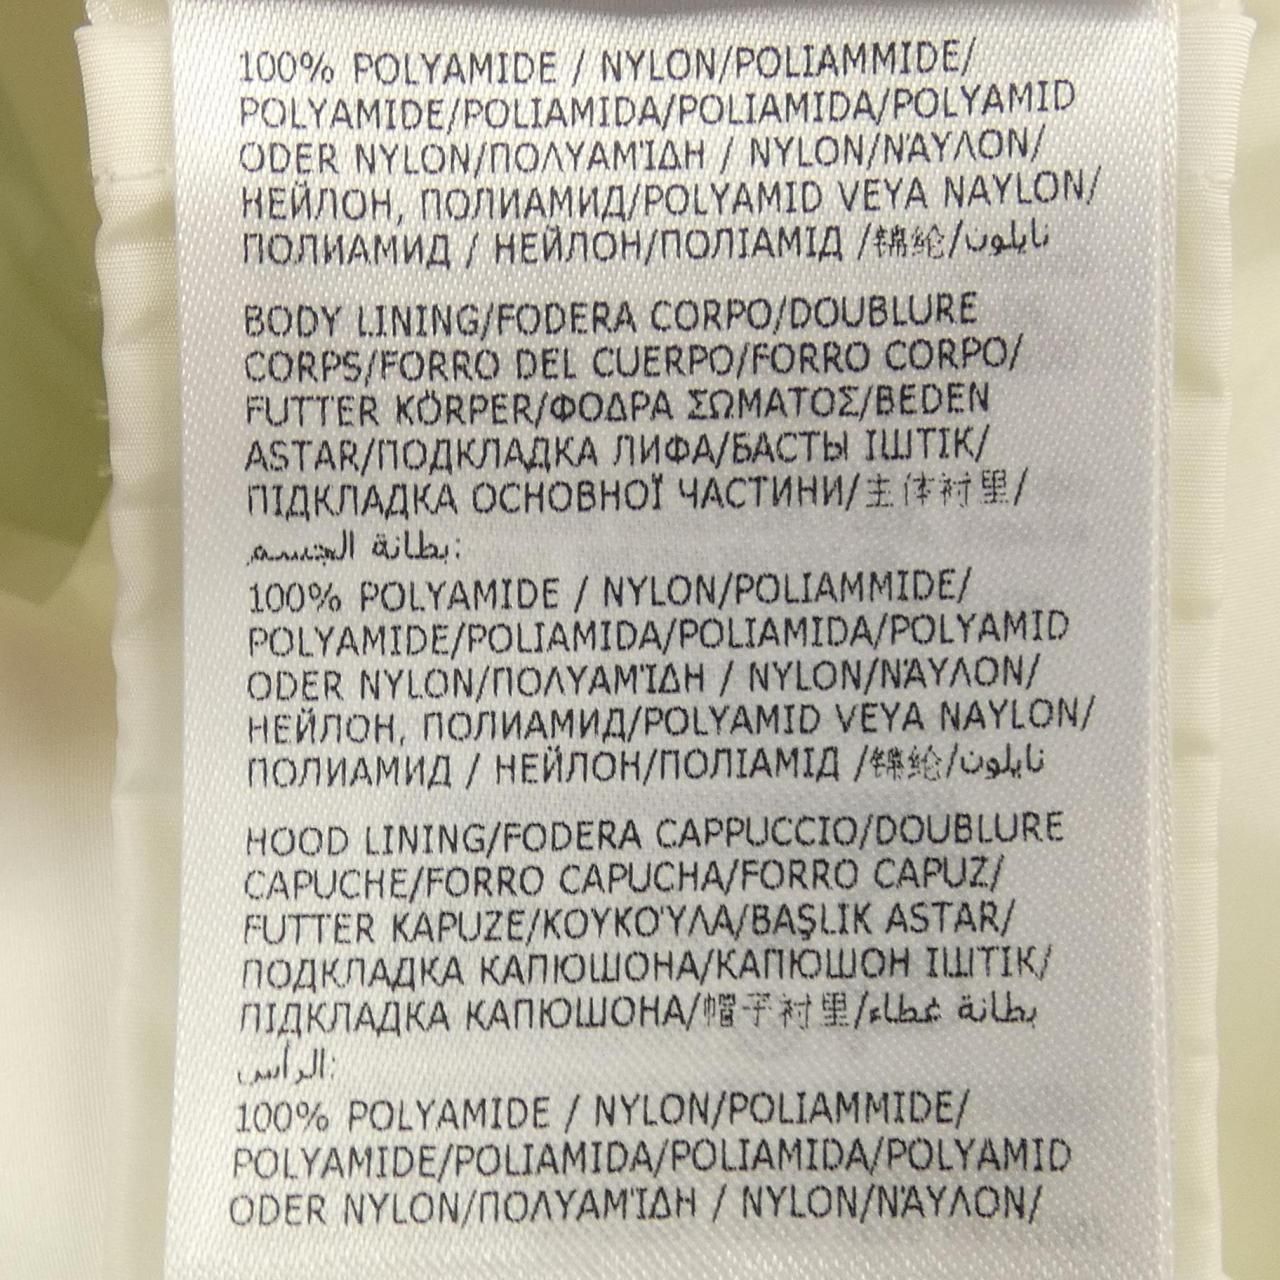 100% POLYAMIDE / NYLON/POLIAMMIDE/
POLYAMIDE/POLIAMIDA/POLIAMIDA/POLYAMID
ODER NYLON/ΠΟΛΥΑΜΊΔΗ / NYLON/ΝΆΥΛΟΝ/
НЕЙЛОН, ПОЛИАМИД/POLYAMID VEYA NAYLON/
ПОЛИАМИД / НЕЙЛОН/ПОЛІАМІД /锦纶/نايلون
BODY LINING/FODERA CORPO/DOUBLURE
CORPS/FORRO DEL CUERPO/FORRO CORPO/
FUTTER KÖRPER/ΦΟΔΡΑ ΣΩΜΑΤΟΣ/BEDEN
ASTAR/ПОДКЛАДКА ЛИФА/БАСТЫ ІШТІК/
ПІДКЛАДКА ОСНОВНОЇ ЧАСТИНИ/主体衬里/
بطانة الجسم:
100% POLYAMIDE / NYLON/POLIAMMIDE/
POLYAMIDE/POLIAMIDA/POLIAMIDA/POLYAMID
ODER NYLON/ΠΟΛΥΑΜΊΔΗ / NYLON/ΝΆΥΛΟΝ/
НЕЙЛОН, ПОЛИАМИД/POLYAMID VEYA NAYLON/
ПОЛИАМИД / НЕЙЛОН/ПОЛІАМІД /锦纶/نايلون
HOOD LINING/FODERA CAPPUCCIO/DOUBLURE
CAPUCHE/FORRO CAPUCHA/FORRO CAPUZ/
FUTTER KAPUZE/ΚΟΥΚΟΎΛΑ/BAŞLIK ASTAR/
ПОДКЛАДКА КАПЮШОНА/КАПЮШОН ІШТІК/
ПІДКЛАДКА КАПЮШОНА/帽子衬里/بطانة غطاء
الرأس:
100% POLYAMIDE / NYLON/POLIAMMIDE/
POLYAMIDE/POLIAMIDA/POLIAMIDA/POLYAMID
ODER NYLON/ΠΟΛΥΑΜΊΔΗ / NYLON/ΝΆΥΛΟΝ/